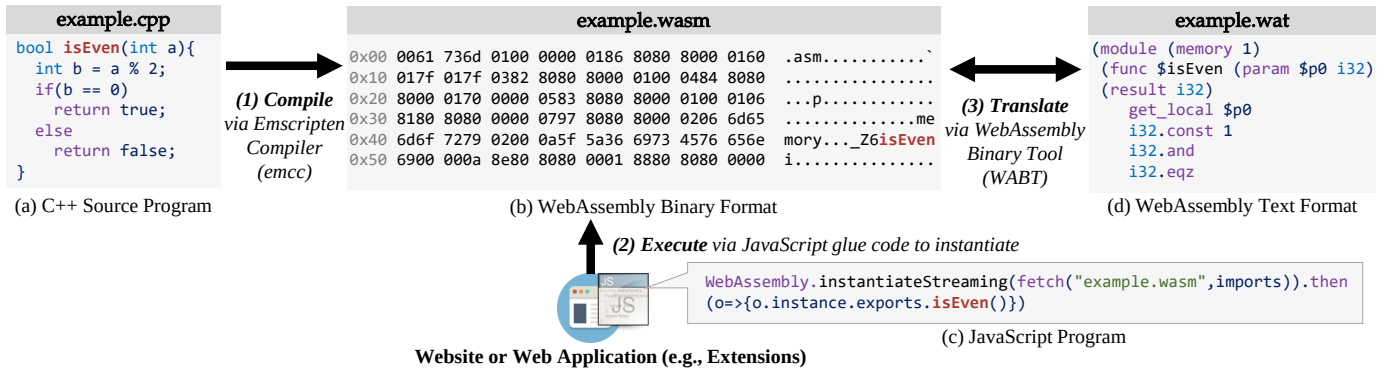 example.cpp
bool isEven(int a){
int b = a % 2;
if(b == 0)
return true;
else
return false;
}
(a) C++ Source Program
(1) Compile
via Emscripten
Compiler
(emcc)
example.wasm
0x00 0061 736d 0100 0000 0186 8080 8000 0160 .asm...........`
0x10 017f 017f 0382 8080 8000 0100 0484 8080 ................
0x20 8000 0170 0000 0583 8080 8000 0100 0106 ...p............
0x30 8180 8080 0000 0797 8080 8000 0206 6d65 ..............me
0x40 6d6f 7279 0200 0a5f 5a36 6973 4576 656e mory..._Z6isEven
0x50 6900 000a 8e80 8080 0001 8880 8080 0000 i...............
(b) WebAssembly Binary Format
(3) Translate
via WebAssembly
Binary Tool
(WABT)
example.wat
(module (memory 1)
(func $isEven (param $p0 i32)
(result i32)
get_local $p0
i32.const 1
i32.and
i32.eqz
(d) WebAssembly Text Format
(2) Execute via JavaScript glue code to instantiate
JS
JS
WebAssembly.instantiateStreaming(fetch("example.wasm",imports)).then
(o=>{o.instance.exports.isEven()})
(c) JavaScript Program
Website or Web Application (e.g., Extensions)